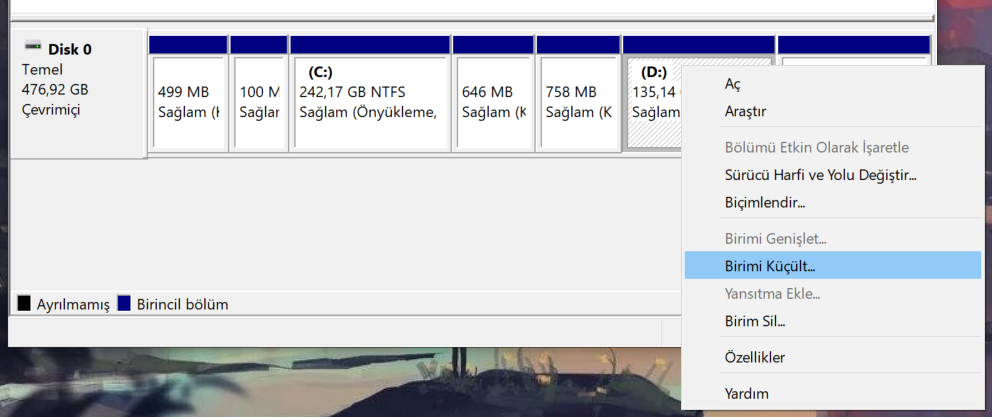 Disk 0
Temel
476,92 GB
Çevrimiçi
499 MB
Sağlam (
100 M
Sağlar
(C:)
242,17 GB NTFS
Sağlam (Önyükleme,
646 MB
Sağlam (K
758 MB
Sağlam (K
(D:)
135,14
Sağlam
Aç
Araştır
Bölümü Etkin Olarak İşaretle
Sürücü Harfi ve Yolu Değiştir...
Biçimlendir...
Birimi Genişlet...
Birimi Küçült...
Yansıtma Ekle...
Birim Sil...
Özellikler
Yardım
Ayrılmamış
Birincil bölüm